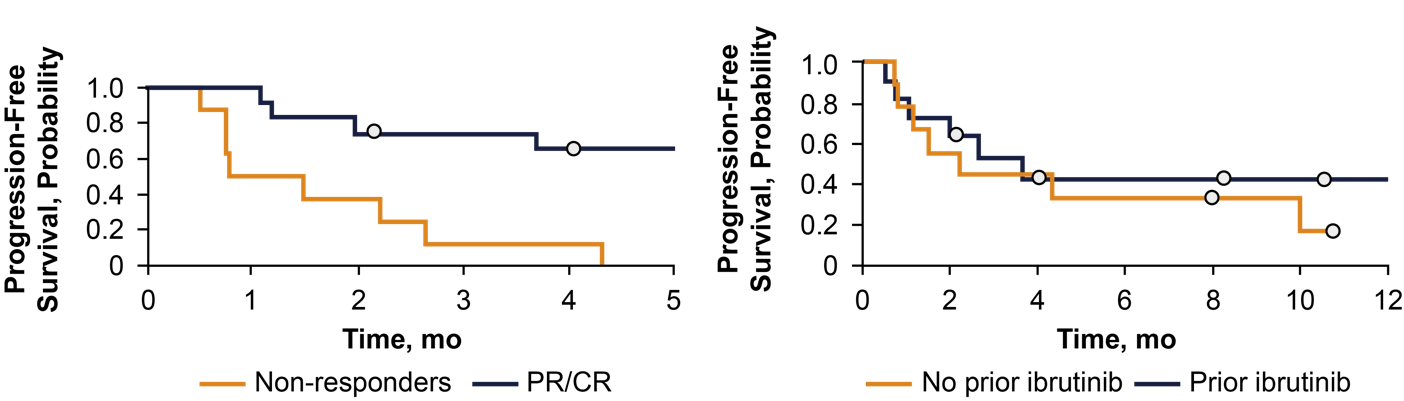 Progression-Free
Survival, Probability
1.0
0.8
0.6
0.4
0.2
0
0 1 2 3 4 5
Time, mo
Non-responders PR/CR
Progression-Free
Survival, Probability
1.0
0.8
0.6
0.4
0.2
0
0 2 4 6 8 10 12
Time, mo
No prior ibrutinib Prior ibrutinib